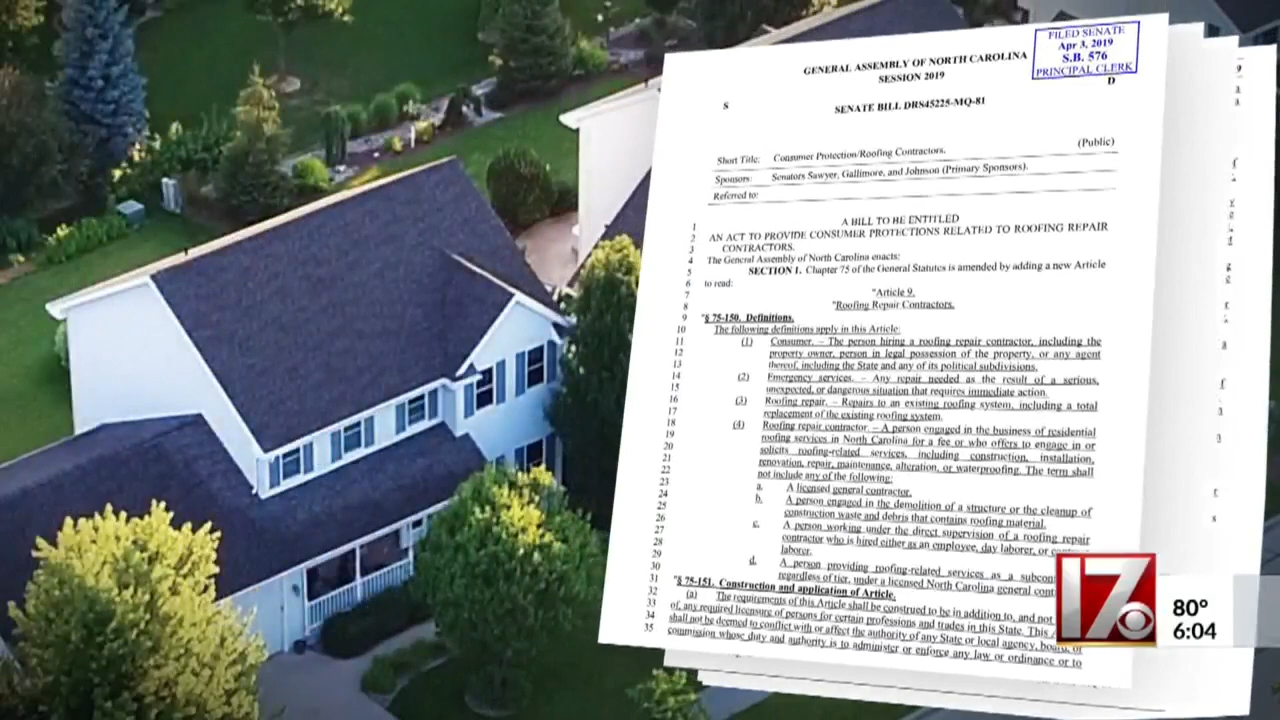 FILED SENATE
Apr 3, 2019
S.B. 576
PRINCIPAL CLERK
GENERAL ASSEMBLY OF NORTH CAROLINA
SESSION 2019
S
D
SENATE BILL DRS45225-MQ-81
(Public)
Short Title: Consumer Protection/Roofing Contractors.
Sponsors: Senators Sawyer, Gallimore, and Johnson (Primary Sponsors).
Referred to:
1 A BILL TO BE ENTITLED
2 AN ACT TO PROVIDE CONSUMER PROTECTIONS RELATED TO ROOFING REPAIR
3 CONTRACTORS.
4 The General Assembly of North Carolina enacts:
5 SECTION 1. Chapter 75 of the General Statutes is amended by adding a new Article
6 to read:
7 "Article 9.
8 "Roofing Repair Contractors.
9 "§ 75-150. Definitions.
10 The following definitions apply in this Article:
11 (1) Consumer. – The person hiring a roofing repair contractor, including the
12 property owner, person in legal possession of the property, or any agent
13 thereof, including the State and any of its political subdivisions.
14 (2) Emergency services. – Any repair needed as the result of a serious,
15 unexpected, or dangerous situation that requires immediate action.
16 (3) Roofing repair. – Repairs to an existing roofing system, including a total
17 replacement of the existing roofing system.
18 (4) Roofing repair contractor. – A person engaged in the business of residential
19 roofing services in North Carolina for a fee or who offers to engage in or
20 solicits roofing-related services, including construction, installation,
21 renovation, repair, maintenance, alteration, or waterproofing. The term shall
22 not include any of the following:
23 a. A licensed general contractor.
24 b. A person engaged in the demolition of a structure or the cleanup of
25 construction waste and debris that contains roofing material.
26 c. A person working under the direct supervision of a roofing repair
27 contractor who is hired either as an employee, day laborer, or
28 laborer.
29 d. A person providing roofing-related services as a subcon
30 regardless of tier, under a licensed North Carolina general cont
31 "§ 75-151. Construction and application of Article.
32 (a) The requirements of this Article shall be construed to be in addition to, and not
33 of, any required licensure of persons for certain professions and trades in this State. This
34 shall not be deemed to conflict with or affect the authority of any State or local agency, board, or
35 commission whose duty and authority is to administer or enforce any law or ordinance or to
17
80°
6:04